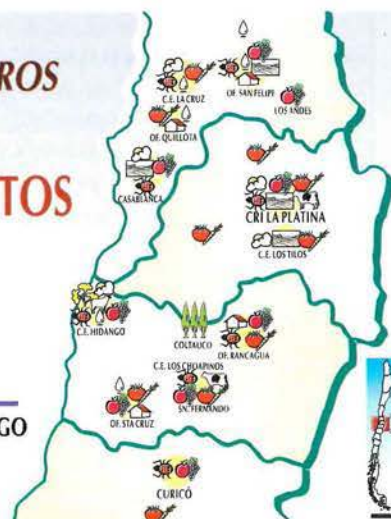 ROS
TOS
GO
C.E. LA CRUZ
OF. SAN FELIPE
LOS ANDES
OF. QUILLOTA
CASABLANCA
CRI LA PLATINA
C.E. LOS TILOS
C.E. HIDANGO
COLTAUCO
OF. RANCAGUA
C.E. LOS CHOAPINOS
SN. FERNANDO
OF. STA CRUZ
CURICÓ